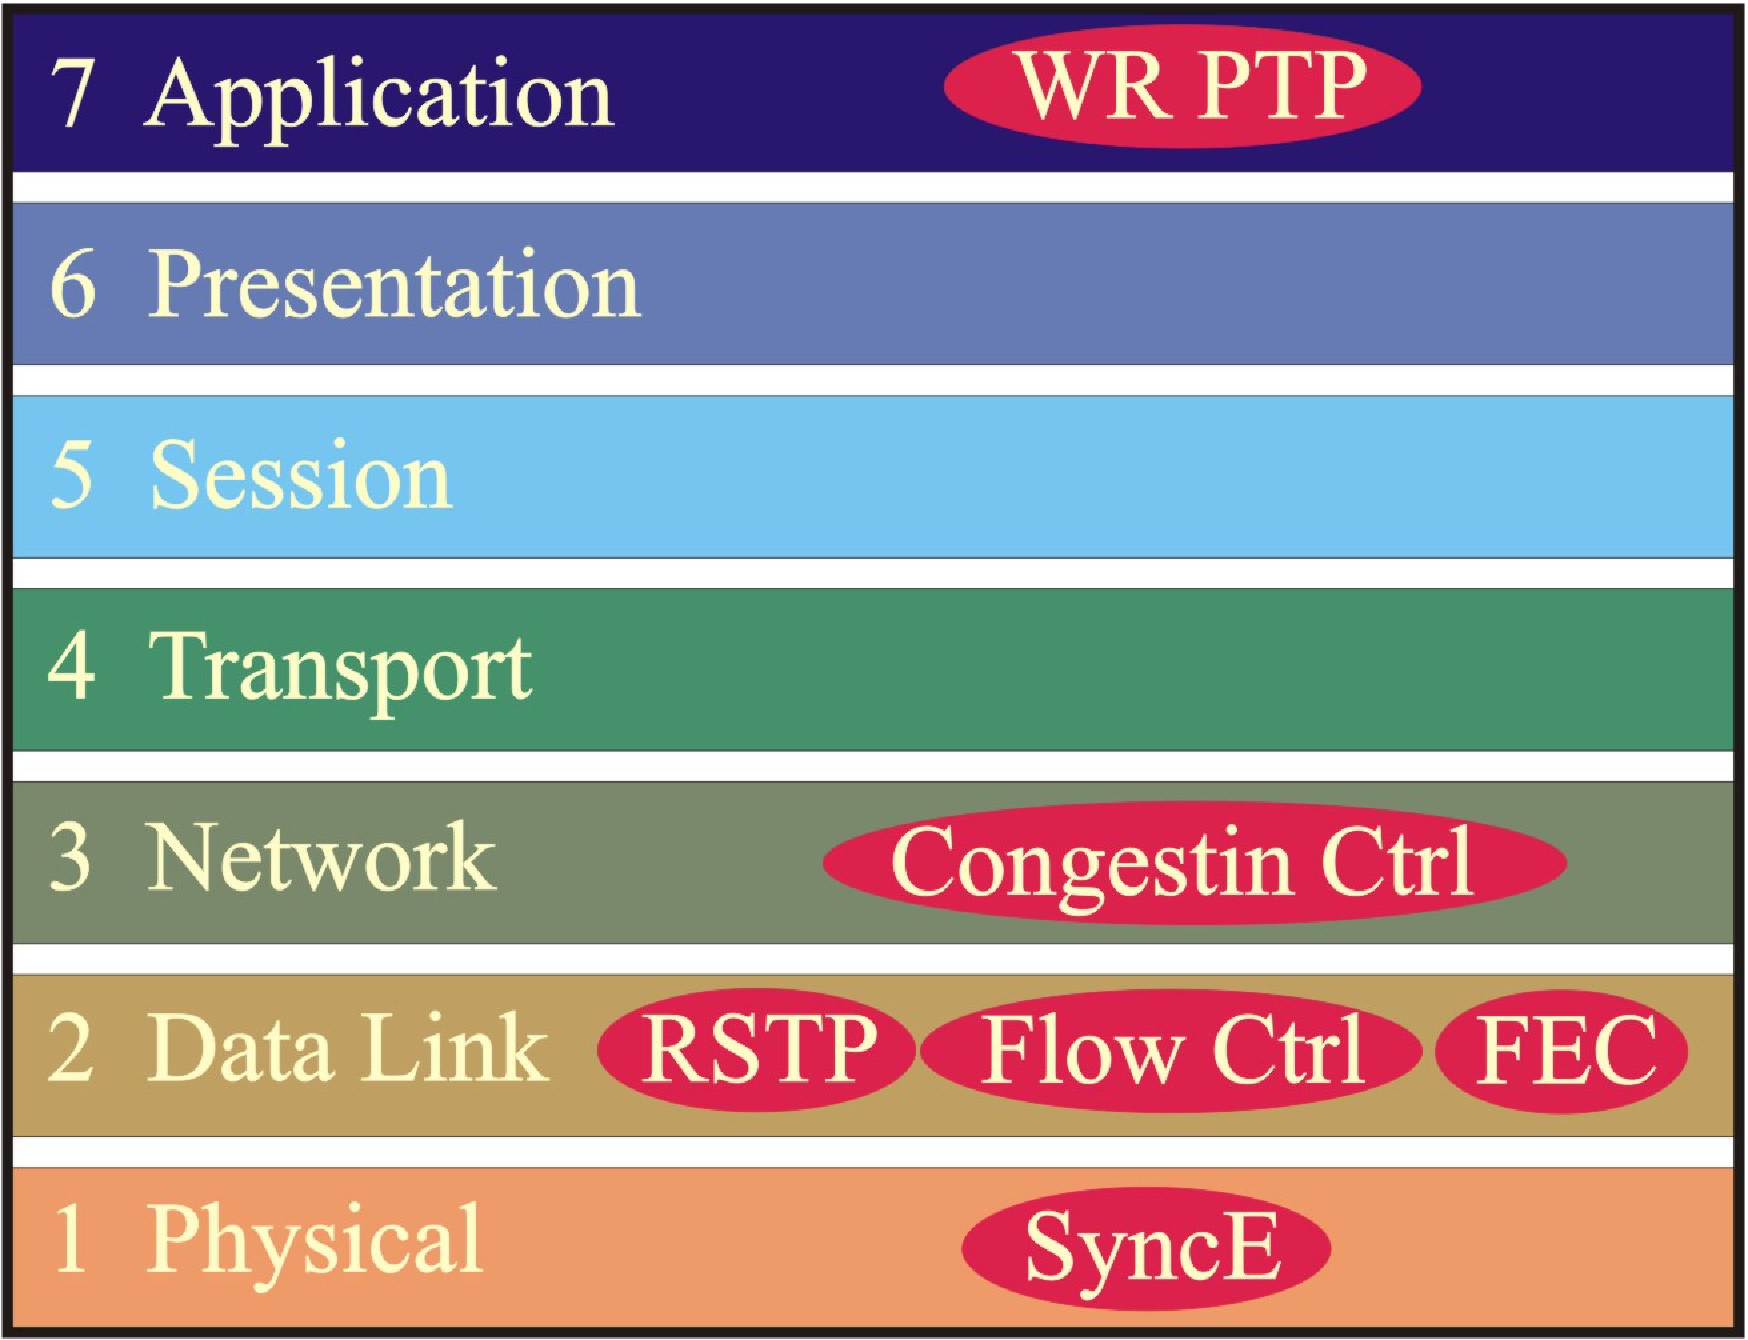 7 Application WR PTP
6 Presentation
5 Session
4 Transport
3 Network Congestin Ctrl
2 Data Link RSTP Flow Ctrl FEC
1 Physical SyncE